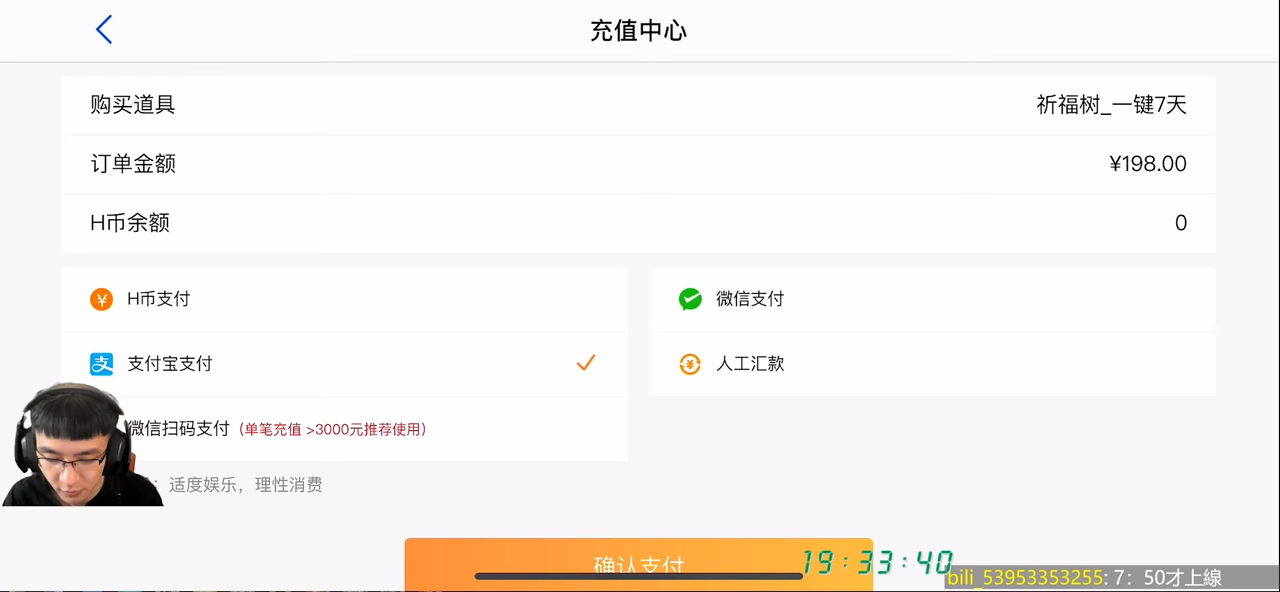 充值中心
购买道具 祈福树_一键7天
订单金额 ¥198.00
H币余额 0
H币支付
微信支付
支付宝支付
人工汇款
微信扫码支付（单笔充值 >3000元推荐使用）
：适度娱乐，理性消费
确认支付
19:33:40
bili_53953353255: 7：50才上線